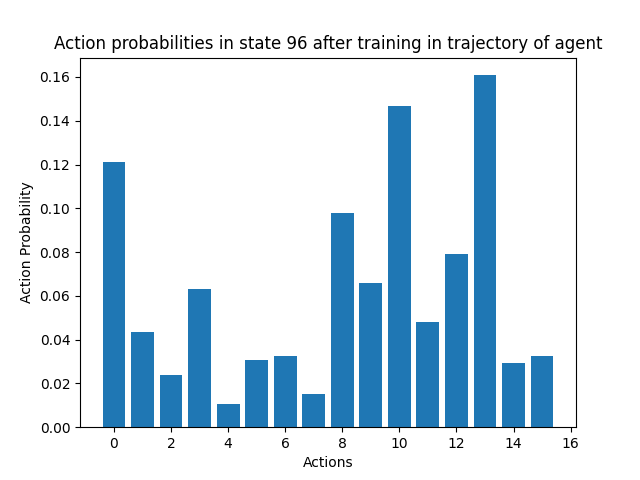 Action probabilities in state 96 after training in trajectory of agent
0.16
0.14
0.12
0.10
0.08
0.06
0.04
0.02
0.00
Action Probability
0 2 4 6 8 10 12 14 16
Actions